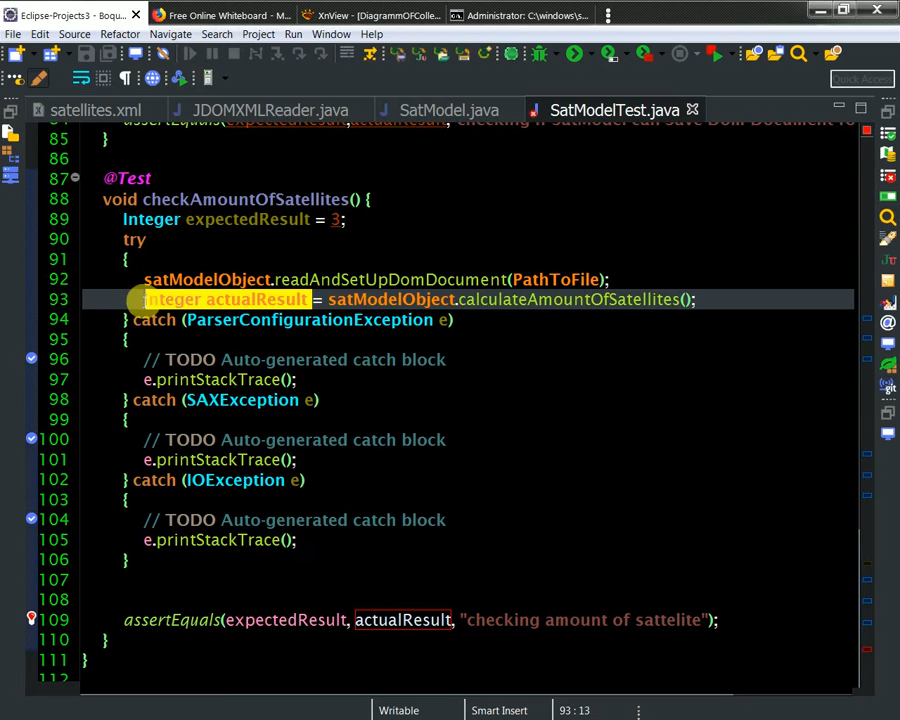 Eclipse-Projects3 - Boq...
Free Online Whiteboard - M...
XnView - [DiagrammOfColle...
Administrator: C:\windows\s...
File Edit Source Refactor Navigate Search Project Run Window Help
Quick Access
satellites.xml JDOMXMLReader.java SatModel.java SatModelTest.java
85 }
86
87 @Test
88 void checkAmountOfSatellites() {
89 Integer expectedResult = 3;
90 try
91 {
92 satModelObject.readAndSetUpDomDocument(PathToFile);
93 Integer actualResult = satModelObject.calculateAmountOfSatellites();
94 } catch (ParserConfigurationException e)
95 {
96 // TODO Auto-generated catch block
97 e.printStackTrace();
98 } catch (SAXException e)
99 {
100 // TODO Auto-generated catch block
101 e.printStackTrace();
102 } catch (IOException e)
103 {
104 // TODO Auto-generated catch block
105 e.printStackTrace();
106 }
107
108
109 assertEquals(expectedResult, actualResult, "checking amount of sattelite");
110 }
111 }
112
Writable Smart Insert 93 : 13